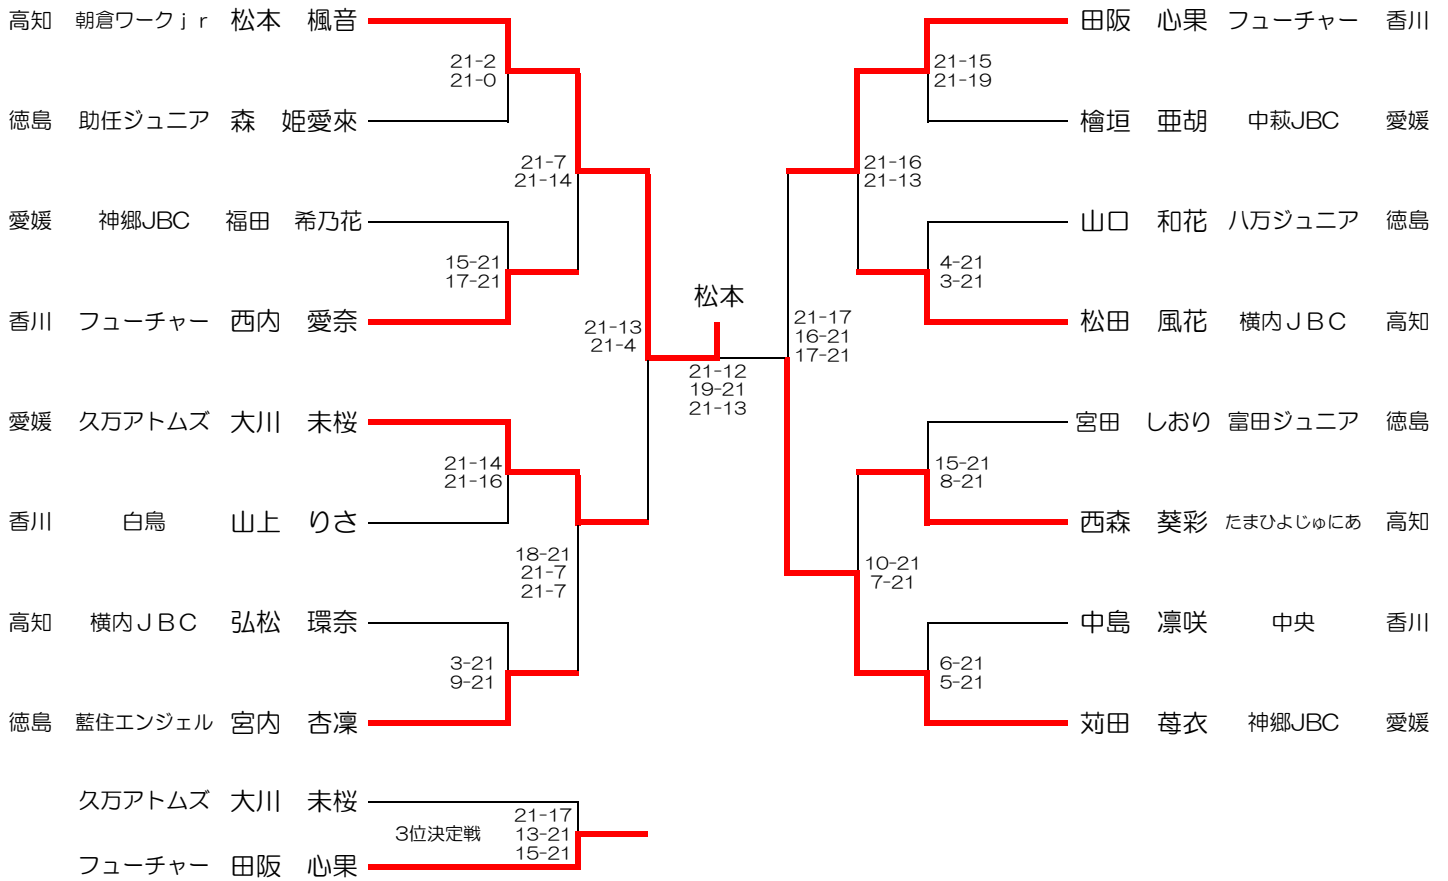 高知 朝倉ワークｊｒ 松本　楓音
21-2
21-0
徳島 助任ジュニア 森　姫愛來
21-7
21-14
愛媛 神郷JBC 福田　希乃花
15-21
17-21
香川 フューチャー 西内　愛奈
21-13
21-4
愛媛 久万アトムズ 大川　未桜
21-14
21-16
香川 白鳥 山上　りさ
18-21
21-7
21-7
高知 横内ＪＢＣ 弘松　環奈
3-21
9-21
徳島 藍住エンジェル 宮内　杏凜
松本
21-12
19-21
21-13
田阪　心果 フューチャー 香川
21-15
21-19
檜垣　亜胡 中萩JBC 愛媛
21-16
21-13
山口　和花 八万ジュニア 徳島
4-21
3-21
松田　風花 横内ＪＢＣ 高知
21-17
16-21
17-21
宮田　しおり 富田ジュニア 徳島
15-21
8-21
西森　葵彩 たまひよじゅにあ 高知
10-21
7-21
中島　凛咲 中央 香川
6-21
5-21
苅田　苺衣 神郷JBC 愛媛
久万アトムズ 大川　未桜
3位決定戦
21-17
13-21
15-21
フューチャー 田阪　心果